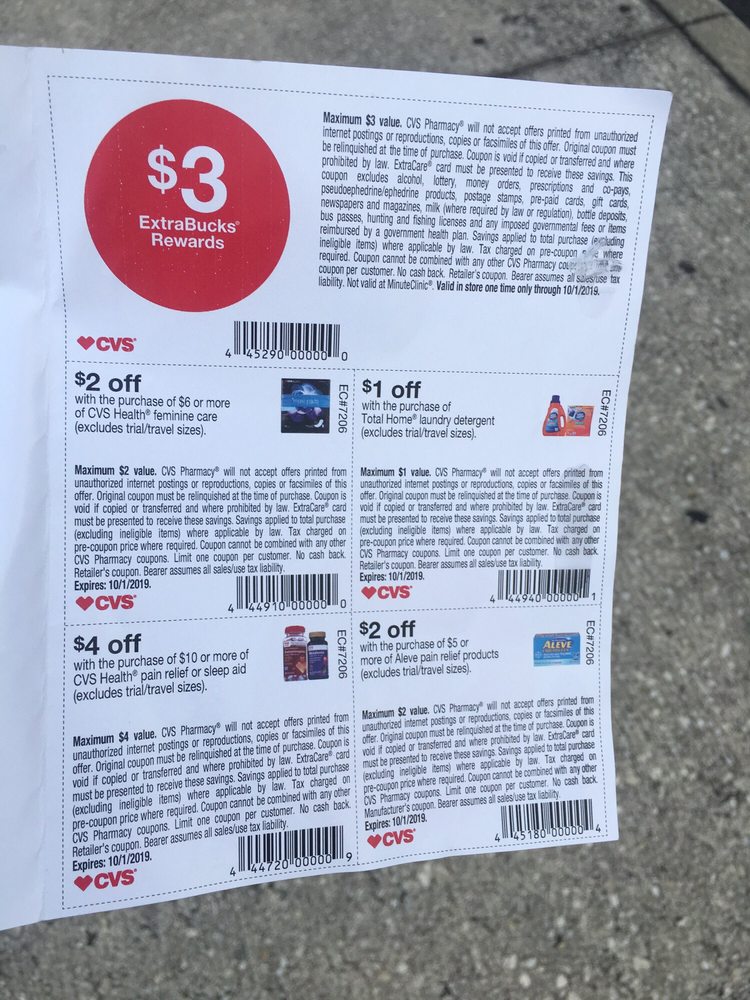 $3
ExtraBucks®
Rewards
Maximum $3 value. CVS Pharmacy® will not accept offers printed from unauthorized
internet postings or reproductions, copies or facsimiles of this offer. Original coupon must
be relinquished at the time of purchase. Coupon is void if copied or transferred and where
prohibited by law. ExtraCare® card must be presented to receive these savings. This
coupon excludes alcohol, lottery, money orders, prescriptions and co-pays,
pseudoephedrine/ephedrine products, postage stamps, pre-paid cards, gift cards,
newspapers and magazines, milk (where required by law or regulation), bottle deposits,
bus passes, hunting and fishing licenses and any imposed governmental fees or items
reimbursed by a government health plan. Savings applied to total purchase (excluding
ineligible items) where applicable by law. Tax charged on pre-coupon where
required. Coupon cannot be combined with any other CVS Pharmacy
coupon per customer. No cash back. Retailer's coupon. Bearer assumes all sales/use tax
liability. Not valid at MinuteClinic®. Valid in store one time only through 10/1/2019.
CVS®
4 45290 00000 0
$2 off
with the purchase of $6 or more
of CVS Health® feminine care
(excludes trial/travel sizes).
EC#7206
Maximum $2 value. CVS Pharmacy® will not accept offers printed from
unauthorized internet postings or reproductions, copies or facsimiles of this
offer. Original coupon must be relinquished at the time of purchase. Coupon is
void if copied or transferred and where prohibited by law. ExtraCare® card
must be presented to receive these savings. Savings applied to total purchase
(excluding ineligible items) where applicable by law. Tax charged on
pre-coupon price where required. Coupon cannot be combined with any other
CVS Pharmacy coupons. Limit one coupon per customer. No cash back.
Retailer's coupon. Bearer assumes all sales/use tax liability.
Expires: 10/1/2019.
CVS®
4 44910 00000 0
$1 off
with the purchase of
Total Home® laundry detergent
(excludes trial/travel sizes).
EC#7206
Maximum $1 value. CVS Pharmacy® will not accept offers printed from
unauthorized internet postings or reproductions, copies or facsimiles of this
offer. Original coupon must be relinquished at the time of purchase. Coupon is
void if copied or transferred and where prohibited by law. ExtraCare® card
must be presented to receive these savings. Savings applied to total purchase
(excluding ineligible items) where applicable by law. Tax charged on
pre-coupon price where required. Coupon cannot be combined with any other
CVS Pharmacy coupons. Limit one coupon per customer. No cash back.
Retailer's coupon. Bearer assumes all sales/use tax liability.
Expires: 10/1/2019.
CVS®
4 44940 00000 1
$4 off
with the purchase of $10 or more of
CVS Health® pain relief or sleep aid
(excludes trial/travel sizes).
EC#7206
Maximum $4 value. CVS Pharmacy® will not accept offers printed from
unauthorized internet postings or reproductions, copies or facsimiles of this
offer. Original coupon must be relinquished at the time of purchase. Coupon is
void if copied or transferred and where prohibited by law. ExtraCare® card
must be presented to receive these savings. Savings applied to total purchase
(excluding ineligible items) where applicable by law. Tax charged on
pre-coupon price where required. Coupon cannot be combined with any other
CVS Pharmacy coupons. Limit one coupon per customer. No cash back.
Retailer's coupon. Bearer assumes all sales/use tax liability.
Expires: 10/1/2019.
CVS®
4 44720 00000 9
$2 off
with the purchase of $5 or
more of Aleve pain relief products
(excludes trial/travel sizes).
ALEVE
EC#7206
Maximum $2 value. CVS Pharmacy® will not accept offers printed from
unauthorized internet postings or reproductions, copies or facsimiles of this
offer. Original coupon must be relinquished at the time of purchase. Coupon is
void if copied or transferred and where prohibited by law. ExtraCare® card
must be presented to receive these savings. Savings applied to total purchase
(excluding ineligible items) where applicable by law. Tax charged on
pre-coupon price where required. Coupon cannot be combined with any other
CVS Pharmacy coupons. Limit one coupon per customer. No cash back.
Manufacturer's coupon. Bearer assumes all sales/use tax liability.
Expires: 10/1/2019.
CVS®
4 45180 00000 4